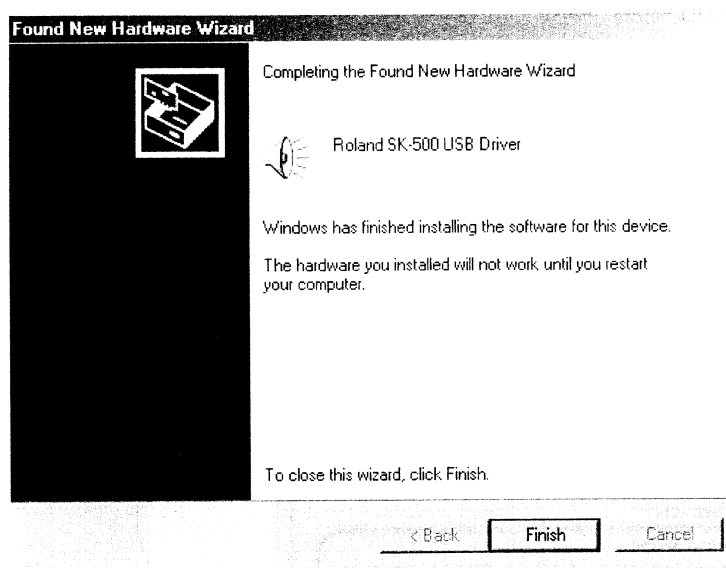 Found New Hardware Wizard
Completing the Found New Hardware Wizard
Roland SK-500 USB Driver
Windows has finished installing the software for this device.
The hardware you installed will not work until you restart
your computer.
To close this wizard, click Finish.
< Back
Finish
Cancel